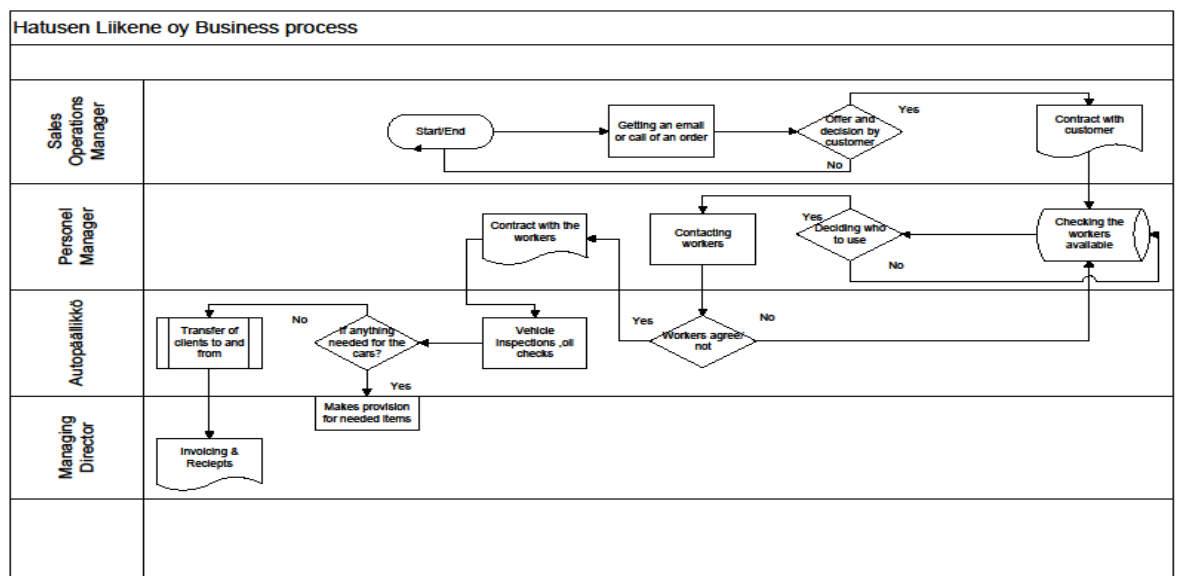 Hatusen Liikene oy Business process
Sales
Operations
Manager
Start/End
Getting an email
or call of an order
Offer and
decision by
customer
Yes
No
Contract with
customer
Personel
Manager
Contract with the
workers
Contacting
workers
Yes
Deciding who
to use
No
Checking the
workers
available
Autopäällikkö
Transfer of
clients to and
from
No
If anything
needed for the
cars?
Yes
Vehicle
Inspections ,oil
checks
Yes
Workers agree/
not
No
Managing
Director
Makes provision
for needed items
Invoicing &
Reciepts